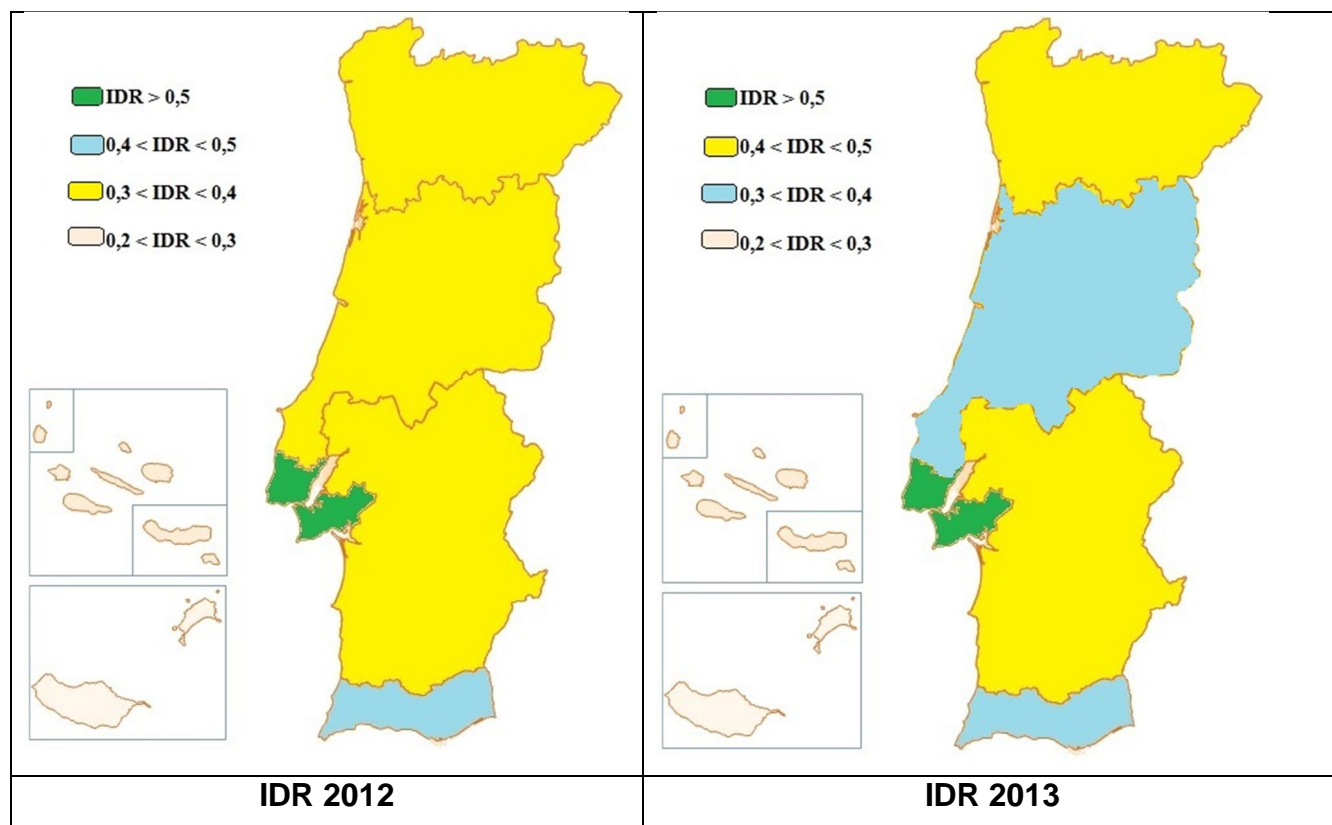 IDR > 0,5
0,4 < IDR < 0,5
0,3 < IDR < 0,4
0,2 < IDR < 0,3
IDR 2012
IDR > 0,5
0,4 < IDR < 0,5
0,3 < IDR < 0,4
0,2 < IDR < 0,3
IDR 2013